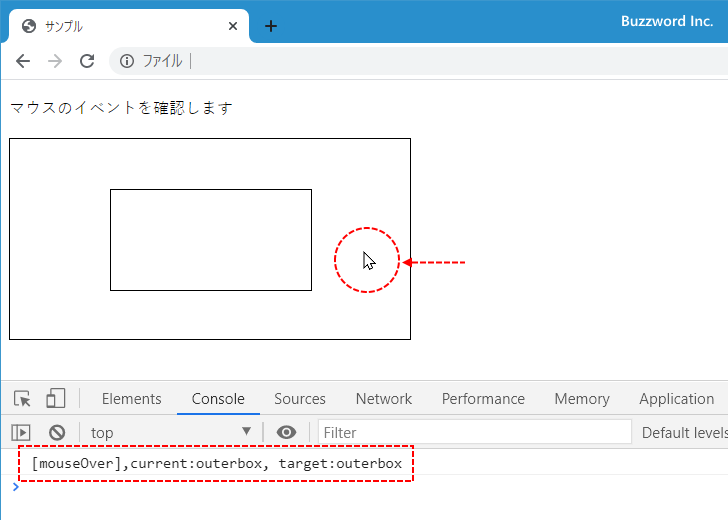 サンプル
Buzzword Inc.
ファイル
マウスのイベントを確認します
Elements Console Sources Network Performance Memory Application
top Filter Default levels
[mouseOver],current:outerbox, target:outerbox